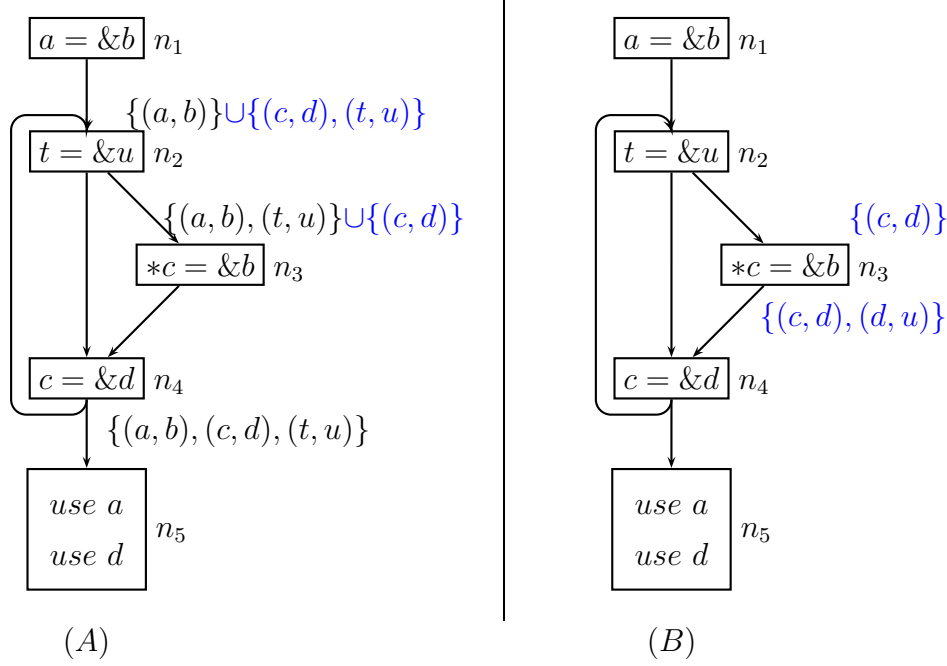 a = &b n₁
{(a, b)}∪{(c, d), (t, u)}
t = &u n₂
{(a, b), (t, u)}∪{(c, d)}
∗c = &b n₃
c = &d n₄
{(a, b), (c, d), (t, u)}
use a
use d
n₅
(A)
a = &b n₁
t = &u n₂
{(c, d)}
∗c = &b n₃
{(c, d), (d, u)}
c = &d n₄
use a
use d
n₅
(B)